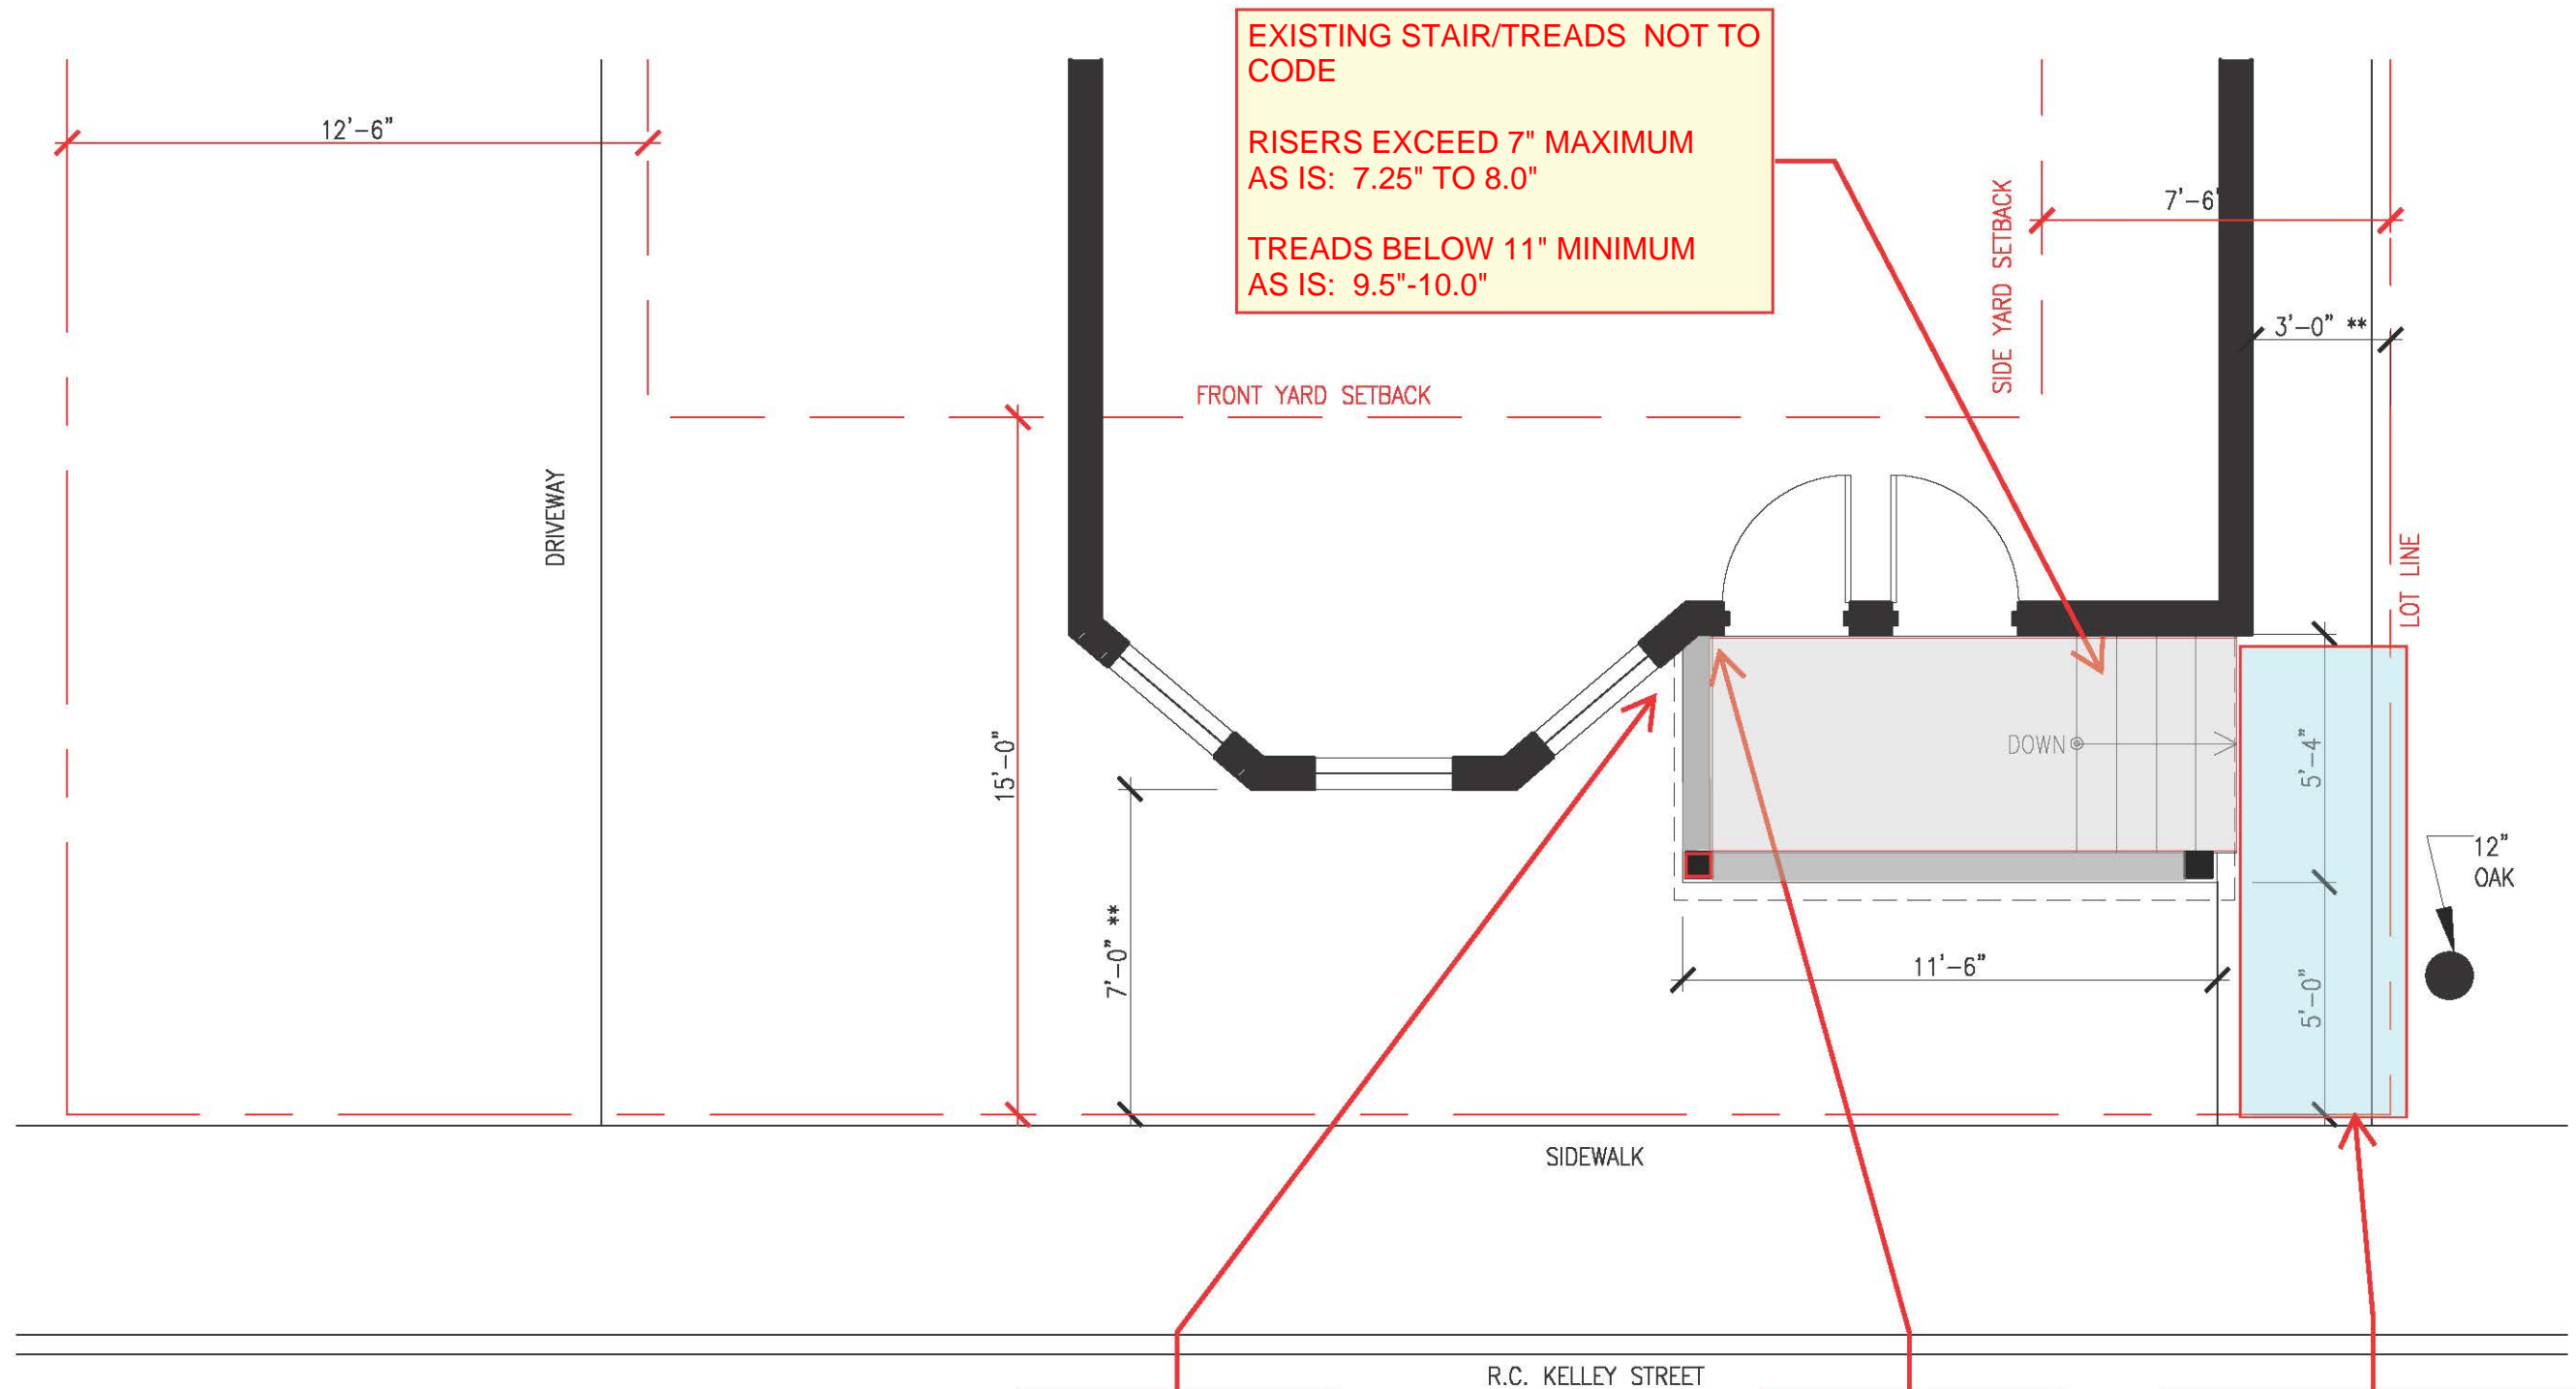 EXISTING STAIR/TREADS NOT TO
CODE
RISERS EXCEED 7" MAXIMUM
AS IS: 7.25" TO 8.0"
TREADS BELOW 11" MINIMUM
AS IS: 9.5"-10.0"
12'-6"
7'-6"
SIDE YARD SETBACK
3'-0" **
FRONT YARD SETBACK
DRIVEWAY
LOT LINE
15'-0"
DOWN
5'-4"
12"
OAK
7'-0" **
11'-6"
5'-0"
SIDEWALK
R.C. KELLEY STREET